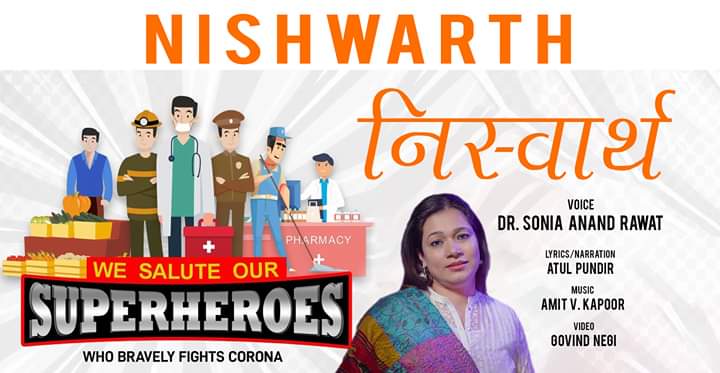 NISHWARTH
निस्वार्थ
VOICE
DR. SONIA ANAND RAWAT
LYRICS/NARRATION
ATUL PUNDIR
MUSIC
AMIT V. KAPOOR
VIDEO
GOVIND NEGI
PHARMACY
WE SALUTE OUR
SUPERHEROES
WHO BRAVELY FIGHTS CORONA